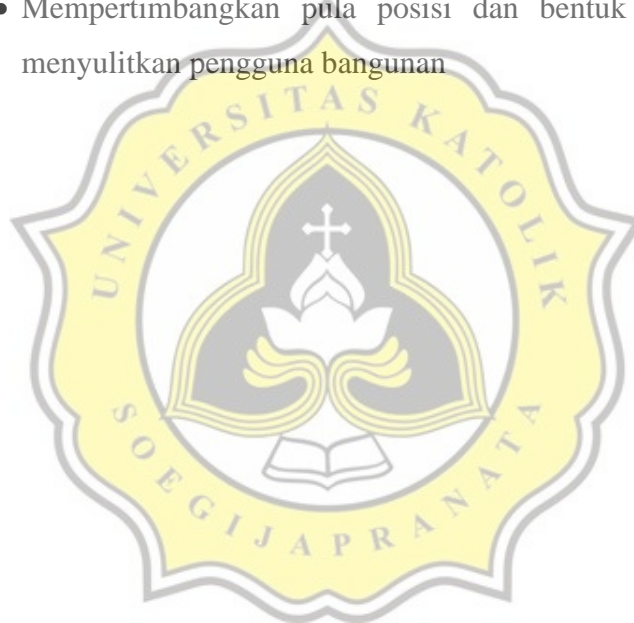 • Mempertimbangkan pula posisi dan bentuk
menyulitkan pengguna bangunan
UNIVERSITAS KATOLIK
SOEGIJAPRANATA